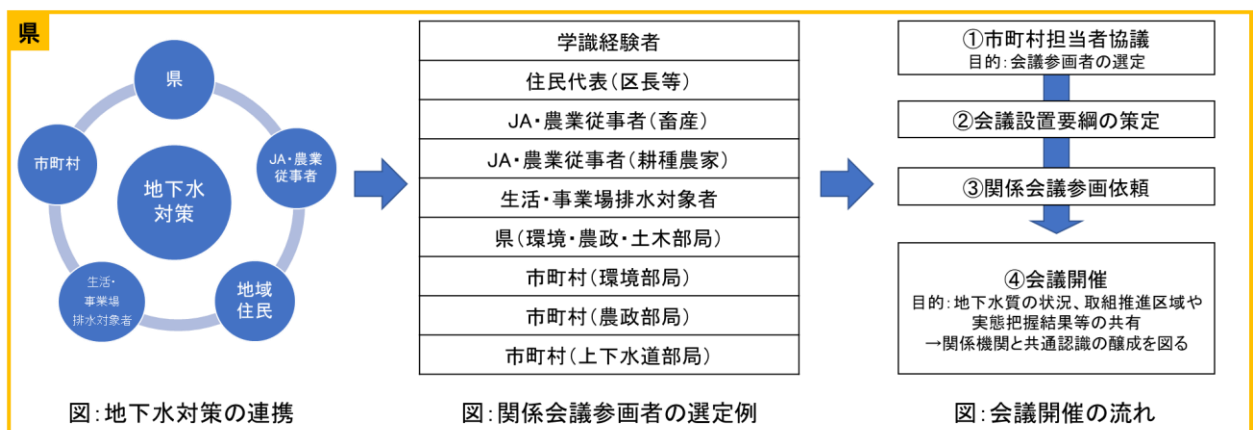 県
県
市町村
JA・農業
従事者
地下水
対策
生活・
事業場
排水対象者
地域
住民
図：地下水対策の連携
学識経験者
住民代表（区長等）
JA・農業従事者（畜産）
JA・農業従事者（耕種農家）
生活・事業場排水対象者
県（環境・農政・土木部局）
市町村（環境部局）
市町村（農政部局）
市町村（上下水道部局）
図：関係会議参画者の選定例
①市町村担当者協議
目的：会議参画者の選定
②会議設置要綱の策定
③関係会議参画依頼
④会議開催
目的：地下水質の状況、取組推進区域や
実態把握結果等の共有
→関係機関と共通認識の醸成を図る
図：会議開催の流れ